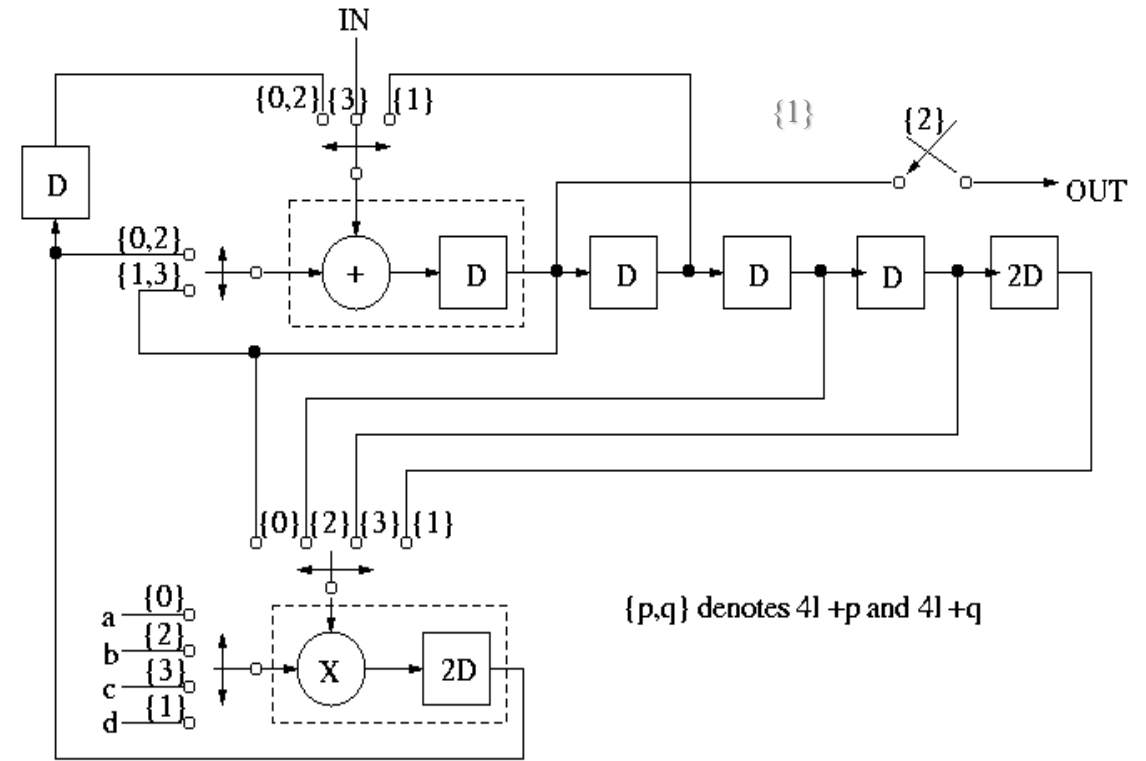 IN
{0,2} {3} {1}
{1}
{2}
OUT
D
{0,2}
{1,3}
+
D
D
D
D
2D
{0} {2} {3} {1}
a {0}
b {2}
c {3}
d {1}
X
2D
{p,q} denotes 4l +p and 4l +q